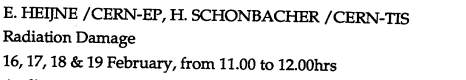 E. HEIJNE /CERN-EP, H. SCHONBACHER /CERN-TIS
Radiation Damage
16, 17, 18 & 19 February, from 11.00 to 12.00hrs